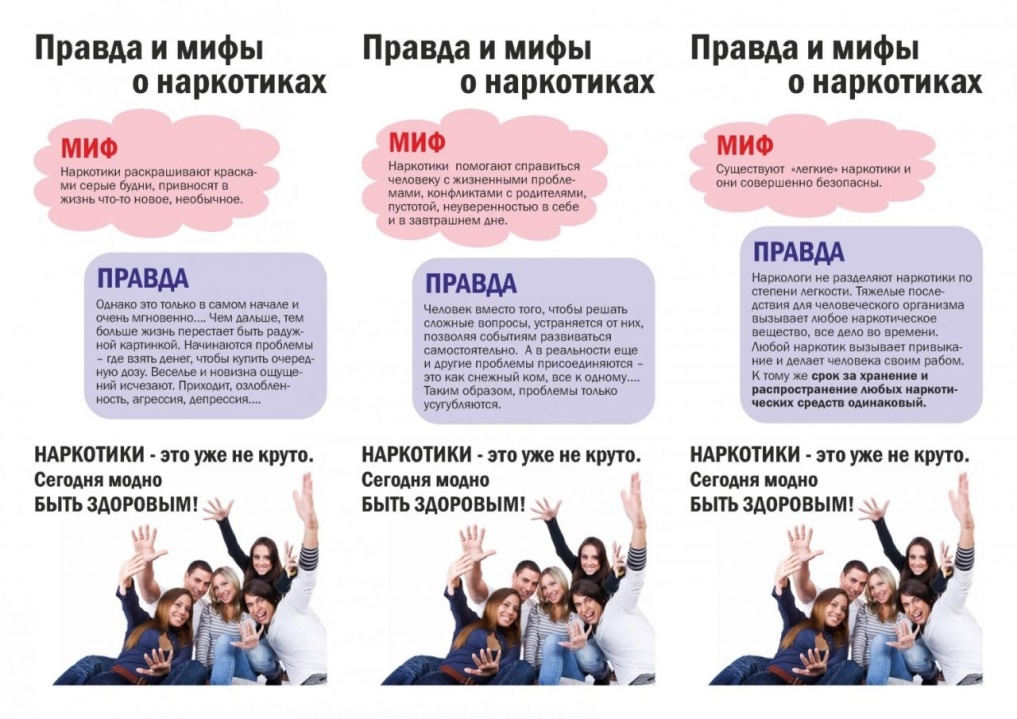 Правда и мифы
о наркотиках
МИФ
Наркотики раскрашивают краска-
ми серые будни, привносят в
жизнь что-то новое, необычное.
ПРАВДА
Однако это только в самом начале и
очень мгновенно.... Чем дальше, тем
больше жизнь перестает быть радуж-
ной картинкой. Начинаются проблемы
– где взять денег, чтобы купить очеред-
ную дозу. Веселье и новизна ощуще-
ний исчезают. Приходит, озлоблен-
ность, агрессия, депрессия....
НАРКОТИКИ - это уже не круто.
Сегодня модно
БЫТЬ ЗДОРОВЫМ!
Правда и мифы
о наркотиках
МИФ
Наркотики помогают справиться
человеку с жизненными пробле-
мами, конфликтами с родителями,
пустотой, неуверенностью в себе
и в завтрашнем дне.
ПРАВДА
Человек вместо того, чтобы решать
сложные вопросы, устраняется от них,
позволяя событиям развиваться
самостоятельно. А в реальности еще
и другие проблемы присоединяются –
это как снежный ком, все к одному....
Таким образом, проблемы только
усугубляются.
НАРКОТИКИ - это уже не круто.
Сегодня модно
БЫТЬ ЗДОРОВЫМ!
Правда и мифы
о наркотиках
МИФ
Существуют «легкие» наркотики и
они совершенно безопасны.
ПРАВДА
Наркологи не разделяют наркотики по
степени легкости. Тяжелые после-
дствия для человеческого организма
вызывает любое наркотическое
вещество, все дело во времени.
Любой наркотик вызывает привыка-
ние и делает человека своим рабом.
К тому же срок за хранение и
распространение любых наркоти-
ческих средств одинаковый.
НАРКОТИКИ - это уже не круто.
Сегодня модно
БЫТЬ ЗДОРОВЫМ!